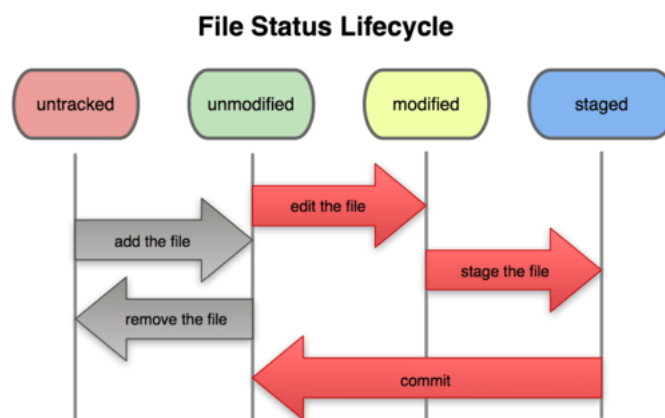 File Status Lifecycle
untracked
unmodified
modified
staged
edit the file
add the file
stage the file
remove the file
commit